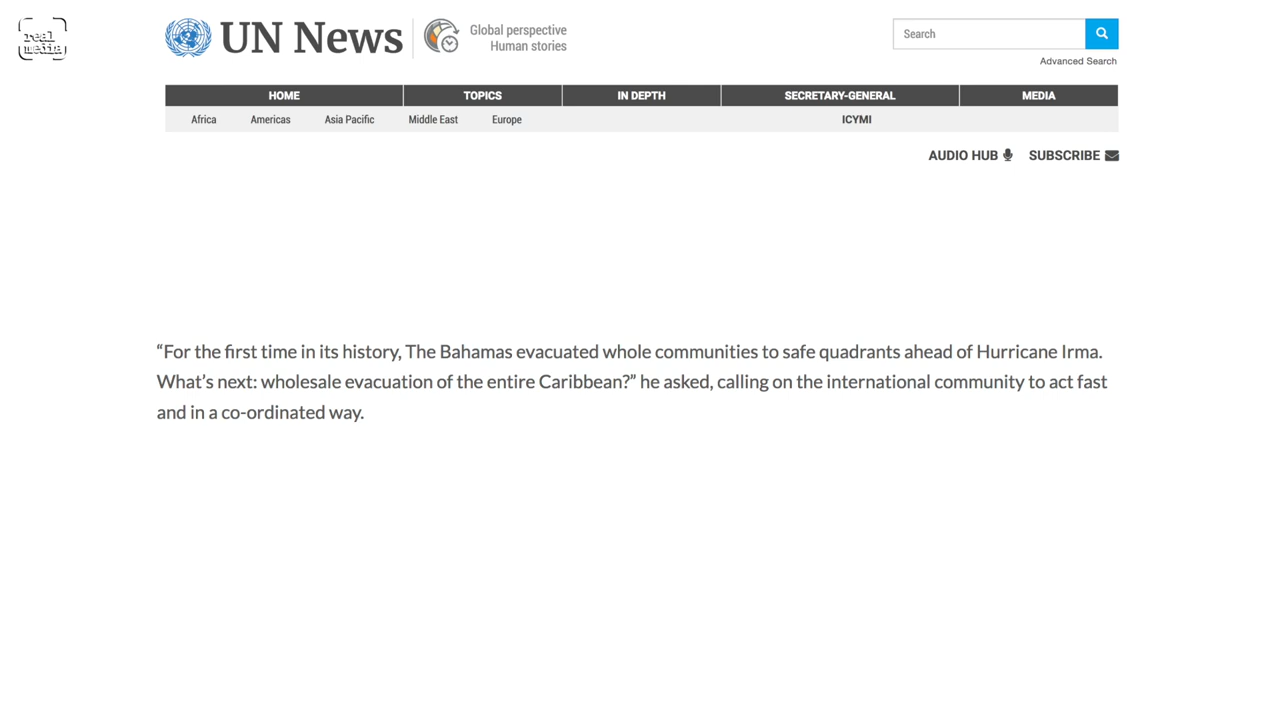 real
media
UN News
Global perspective
Human stories
Search
Advanced Search
HOME TOPICS IN DEPTH SECRETARY-GENERAL MEDIA
Africa Americas Asia Pacific Middle East Europe ICYMI
AUDIO HUB SUBSCRIBE
“For the first time in its history, The Bahamas evacuated whole communities to safe quadrants ahead of Hurricane Irma.
What’s next: wholesale evacuation of the entire Caribbean?” he asked, calling on the international community to act fast
and in a co-ordinated way.